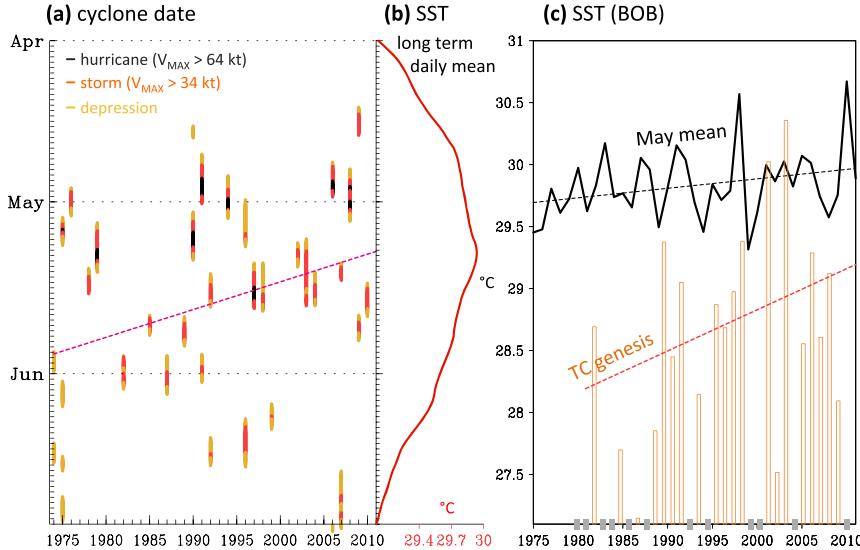 (a) cyclone date
(b) SST
(c) SST (BOB)
Apr
May
Jun
hurricane (VMAX > 64 kt)
storm (VMAX > 34 kt)
depression
1975 1980 1985 1990 1995 2000 2005 2010
long term
daily mean
°C
°C
29.4 29.7 30
31
30.5
30
29.5
29
28.5
28
27.5
May mean
TC genesis
1975 1980 1985 1990 1995 2000 2005 2010